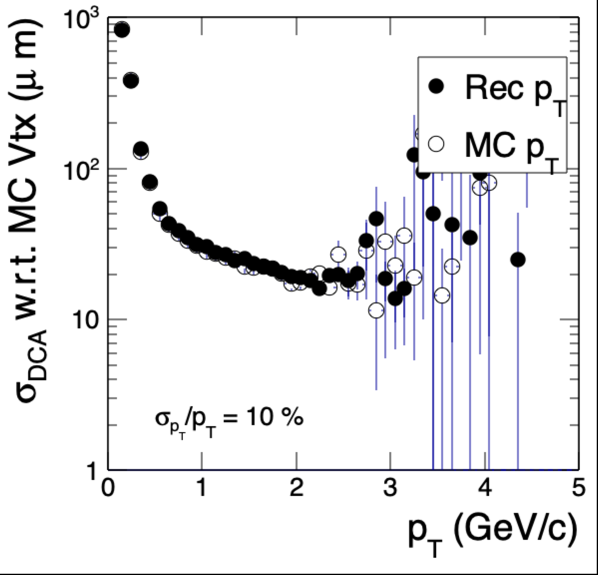 10³
10²
10
1
0
1
2
3
4
5
σDCA w.r.t. MC Vtx (μ m)
Rec pT
MC pT
σpT/pT = 10 %
pT (GeV/c)